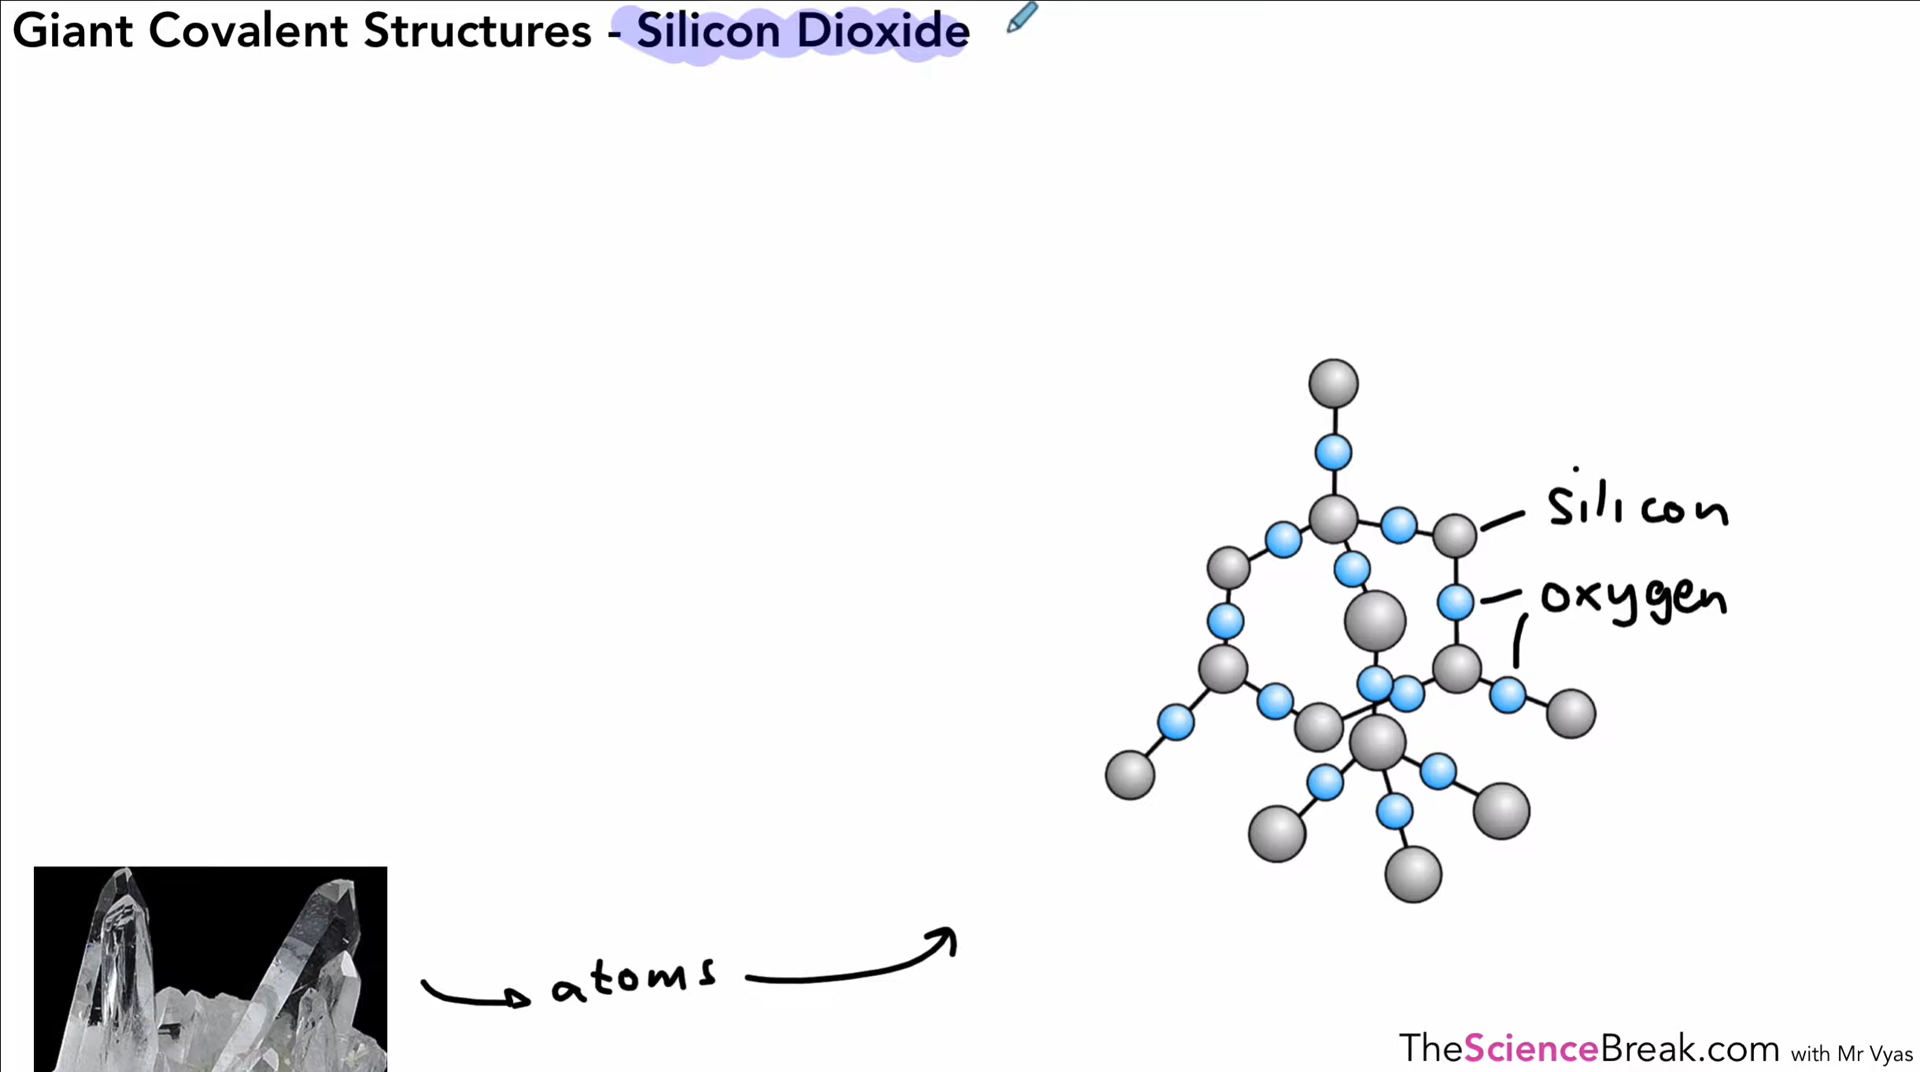 Giant Covalent Structures - Silicon Dioxide
silicon
oxygen
atoms
TheScienceBreak.com with Mr Vyas